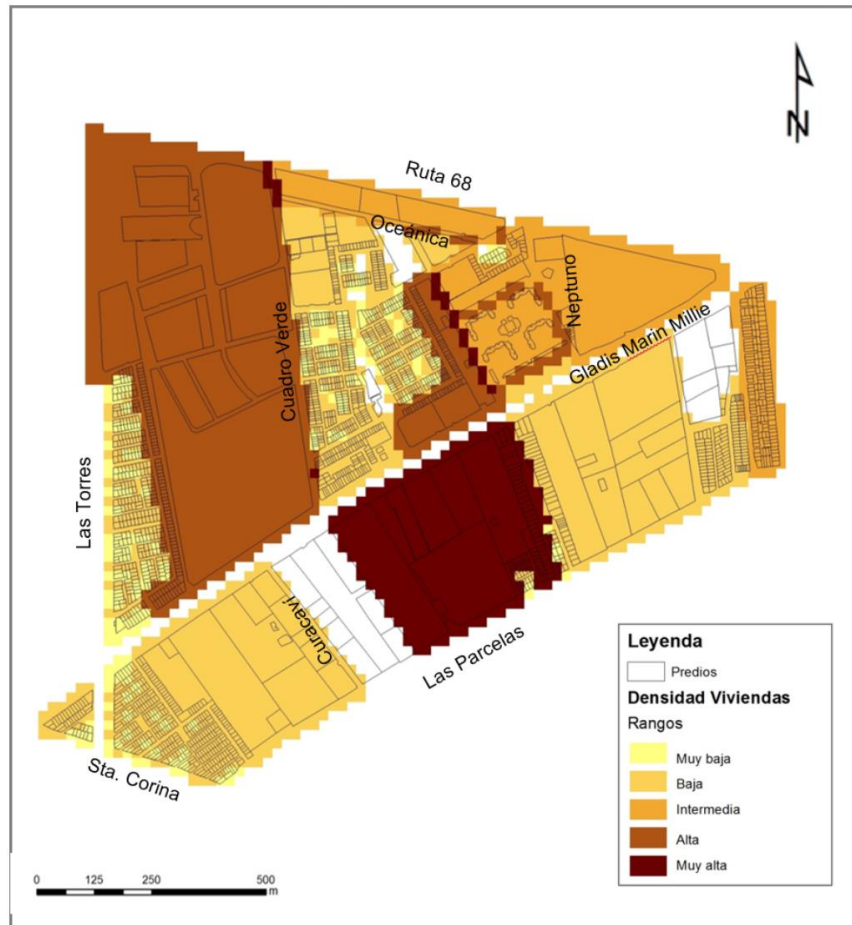 N
Ruta 68
Oceánica
Neptuno
Cuadro Verde
Gladis Marin Millie
Las Torres
Curacaví
Las Parcelas
Sta. Corina
Leyenda
Predios
Densidad Viviendas
Rangos
Muy baja
Baja
Intermedia
Alta
Muy alta
0 125 250 500
m